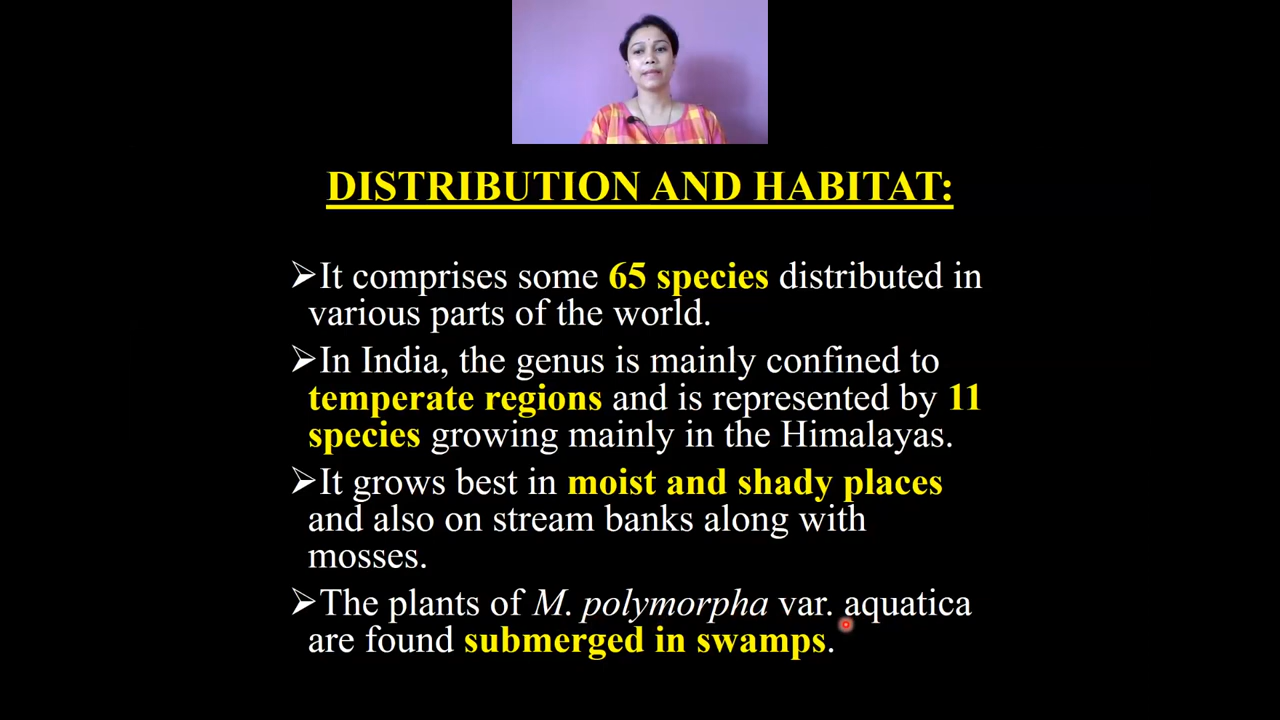 DISTRIBUTION AND HABITAT:
➢It comprises some 65 species distributed in
various parts of the world.
➢In India, the genus is mainly confined to
temperate regions and is represented by 11
species growing mainly in the Himalayas.
➢It grows best in moist and shady places
and also on stream banks along with
mosses.
➢The plants of M. polymorpha var. aquatica
are found submerged in swamps.